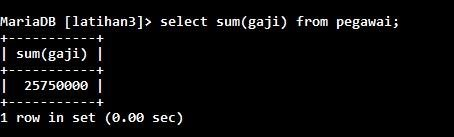 MariaDB [latihan3]> select sum(gaji) from pegawai;
+-----------+
| sum(gaji) |
+-----------+
|  25750000 |
+-----------+
1 row in set (0.00 sec)